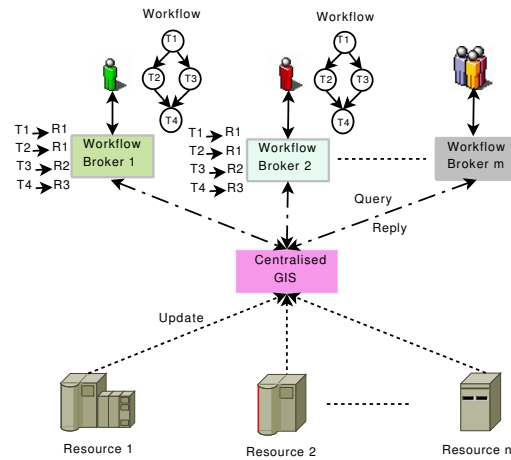 Workflow
Workflow
T1
T2
T3
T4
T1
T2
T3
T4
T1 R1
T2 R1
T3 R2
T4 R3
Workflow
Broker 1
T1 R1
T2 R1
T3 R2
T4 R3
Workflow
Broker 2
Workflow
Broker m
Query
Reply
Centralised
GIS
Update
Resource 1
Resource 2
Resource n